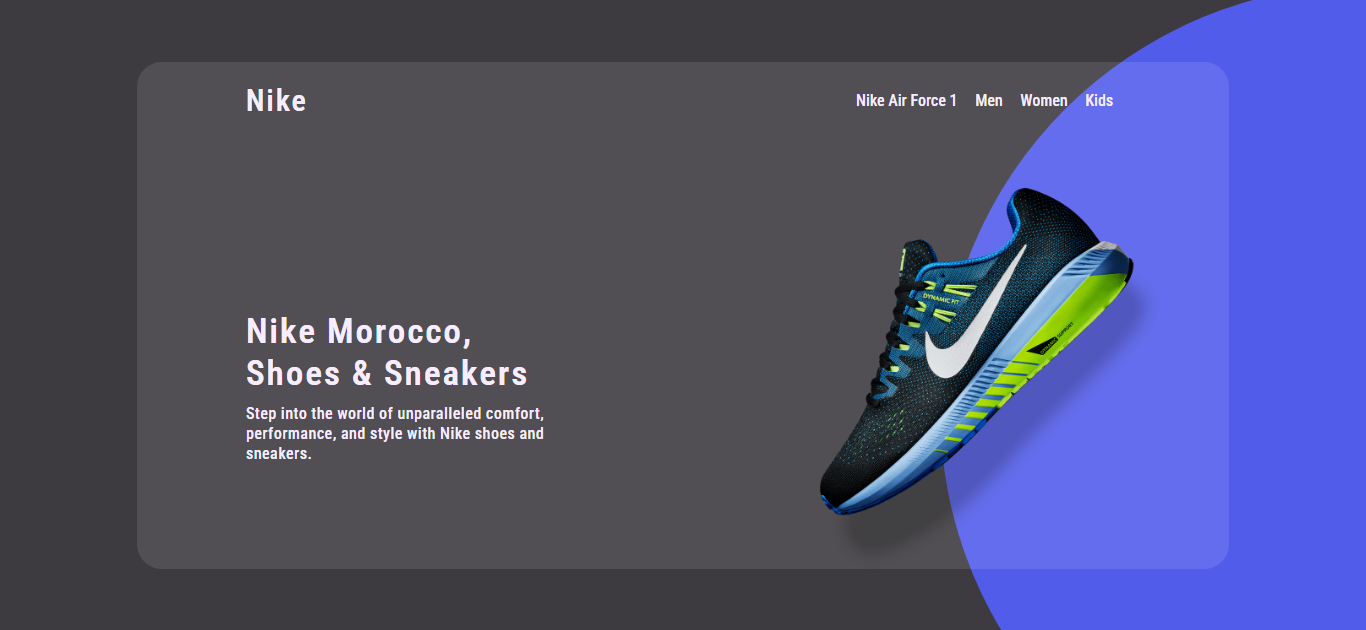 Nike
Nike Air Force 1 Men Women Kids
DYNAMIC FIT
Nike Morocco,
Shoes & Sneakers
Step into the world of unparalleled comfort,
performance, and style with Nike shoes and
sneakers.